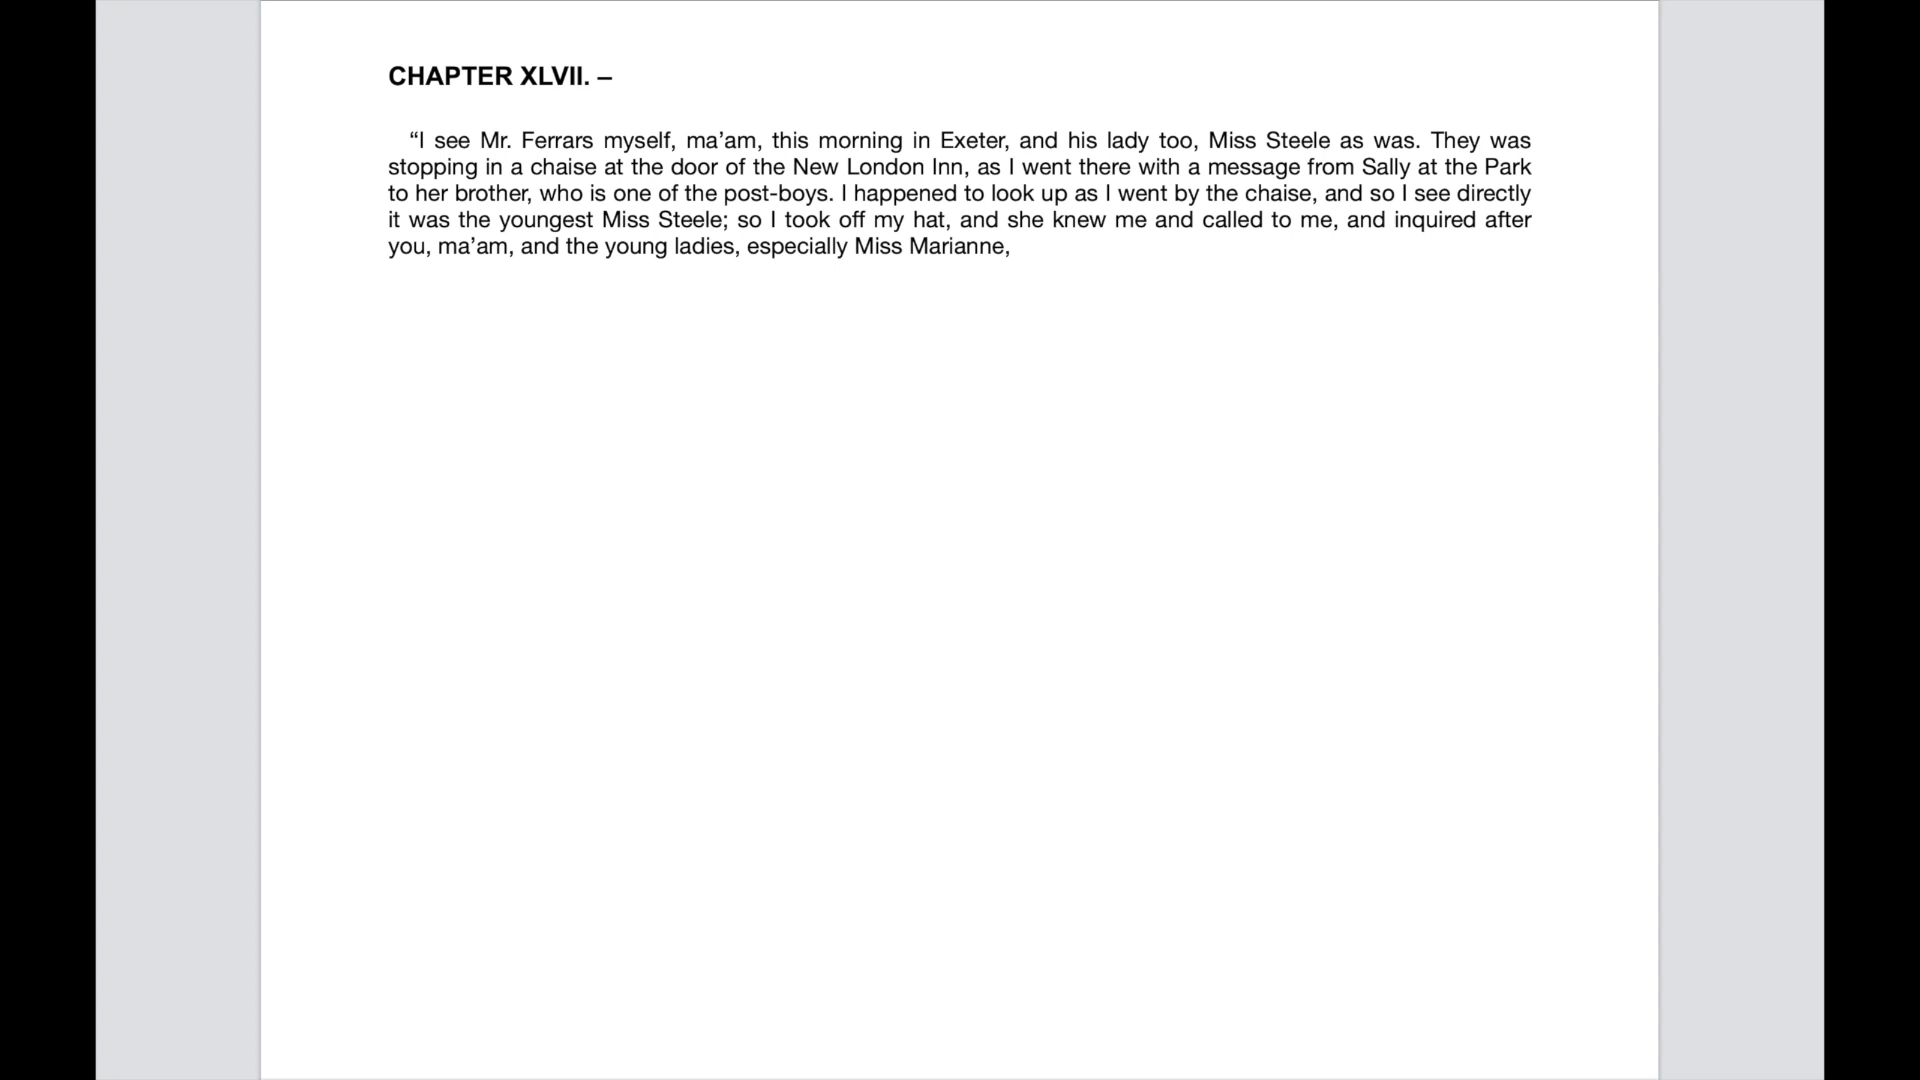 CHAPTER XLVII. –
“I see Mr. Ferrars myself, ma’am, this morning in Exeter, and his lady too, Miss Steele as was. They was
stopping in a chaise at the door of the New London Inn, as I went there with a message from Sally at the Park
to her brother, who is one of the post-boys. I happened to look up as I went by the chaise, and so I see directly
it was the youngest Miss Steele; so I took off my hat, and she knew me and called to me, and inquired after
you, ma’am, and the young ladies, especially Miss Marianne,